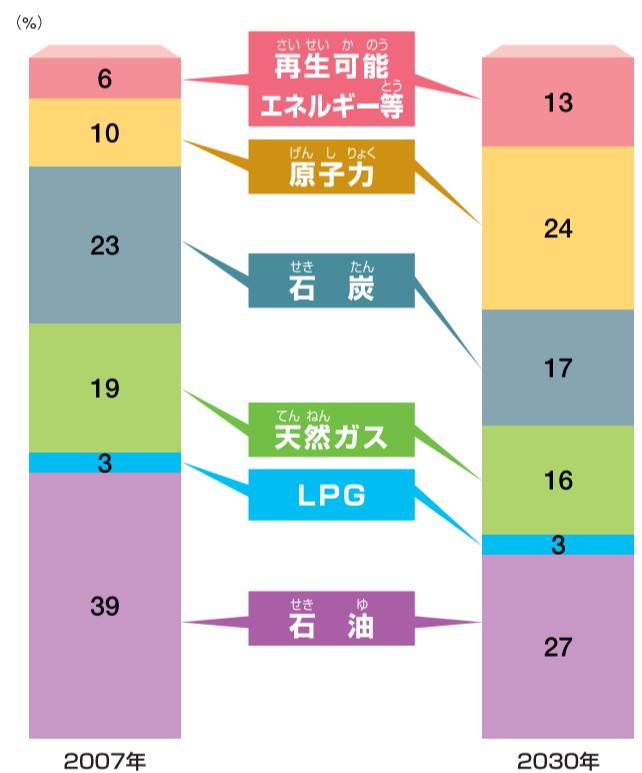 (%)
さい せい か のう
再生可能
とう
エネルギー等
げん し りょく
原子力
せき たん
石 炭
てん ねん
天然ガス
LPG
せき ゆ
石 油
6
10
23
19
3
39
2007年
13
24
17
16
3
27
2030年